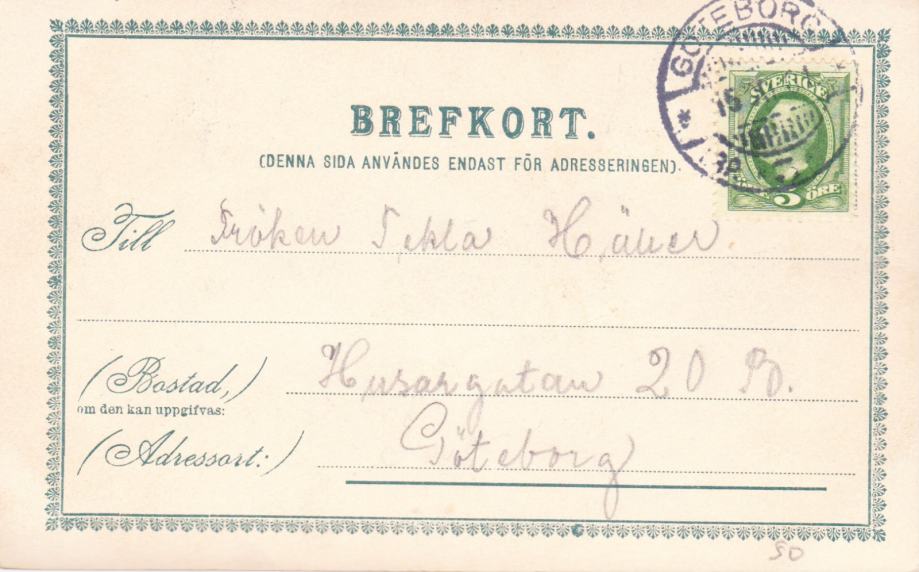 GÖTEBORG
SVERIGE
5 ÖRE
BREFKORT.
(DENNA SIDA ANVÄNDES ENDAST FÖR ADRESSERINGEN).
Till Fröken Tekla
(Bostad,) Husargatan 20 B.
om den kan uppgifvas:
(Adressort:) Göteborg
50